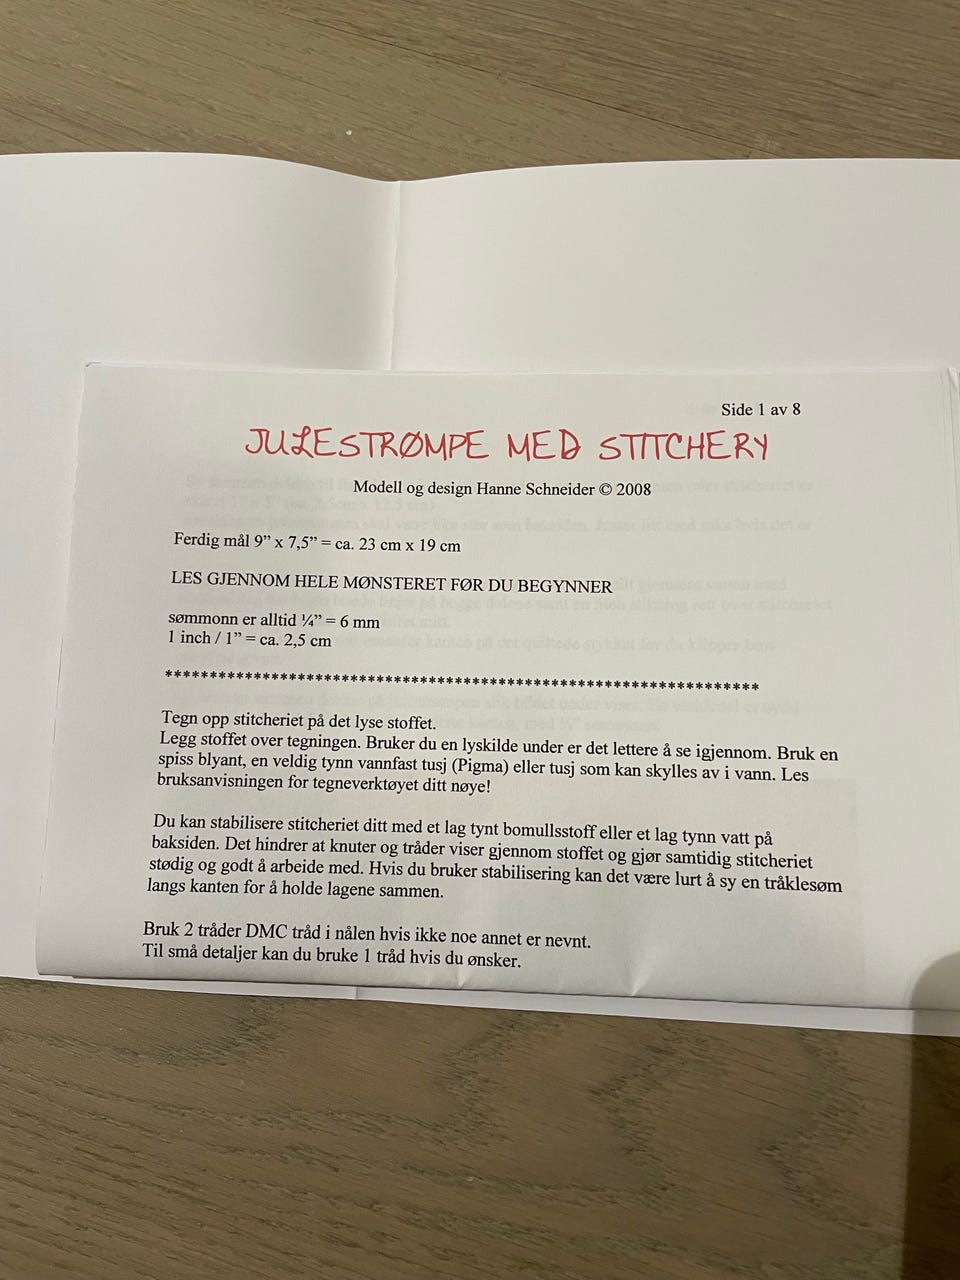 Side 1 av 8
JULESTRØMPE MED STITCHERY
Modell og design Hanne Schneider © 2008
Ferdig mål 9” x 7,5” = ca. 23 cm x 19 cm
LES GJENNOM HELE MØNSTERET FØR DU BEGYNNER
sømmonn er alltid ¼” = 6 mm
1 inch / 1” = ca. 2,5 cm
******************************************************************
Tegn opp stitcheriet på det lyse stoffet.
Legg stoffet over tegningen. Bruker du en lyskilde under er det lettere å se igjennom. Bruk en
spiss blyant, en veldig tynn vannfast tusj (Pigma) eller tusj som kan skylles av i vann. Les
bruksanvisningen for tegneverktøyet ditt nøye!
Du kan stabilisere stitcheriet ditt med et lag tynt bomullsstoff eller et lag tynn vatt på
baksiden. Det hindrer at knuter og tråder viser gjennom stoffet og gjør samtidig stitcheriet
stødig og godt å arbeide med. Hvis du bruker stabilisering kan det være lurt å sy en tråklesøm
langs kanten for å holde lagene sammen.
Bruk 2 tråder DMC tråd i nålen hvis ikke noe annet er nevnt.
Til små detaljer kan du bruke 1 tråd hvis du ønsker.